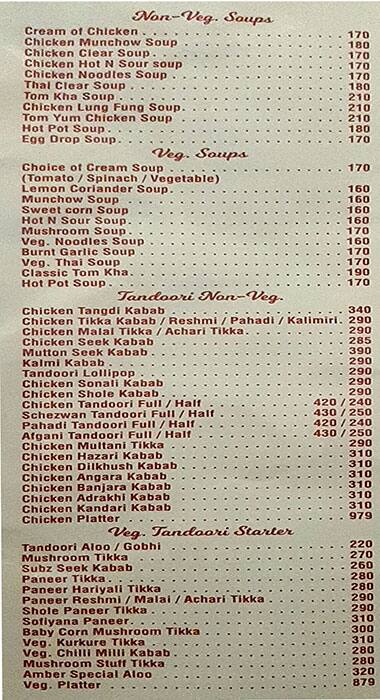 Non-Veg. Soups
Cream of Chicken 170
Chicken Munchow Soup 180
Chicken Clear Soup 170
Chicken Hot N Sour soup 170
Chicken Noodles Soup 170
Thai Clear Soup 180
Tom Kha Soup 210
Chicken Lung Fung Soup 210
Tom Yum Chicken Soup 210
Hot Pot Soup 180
Egg Drop Soup 170
Veg. Soups
Choice of Cream Soup 170
(Tomato / Spinach / Vegetable)
Lemon Coriander Soup 160
Munchow Soup 160
Sweet corn Soup 160
Hot N Sour Soup 160
Mushroom Soup 170
Veg. Noodles Soup 160
Burnt Garlic Soup 170
Veg. Thai Soup 170
Classic Tom Kha 190
Hot Pot Soup 170
Tandoori Non-Veg.
Chicken Tangdi Kabab 340
Chicken Tikka Kabab / Reshmi / Pahadi / Kalimiri 290
Chicken Malai Tikka / Achari Tikka 290
Chicken Seek Kabab 285
Mutton Seek Kabab 390
Kalmi Kabab 290
Tandoori Lollipop 290
Chicken Sonali Kabab 290
Chicken Shole Kabab 290
Chicken Tandoori Full / Half 420 / 240
Schezwan Tandoori Full / Half 430 / 250
Pahadi Tandoori Full / Half 420 / 240
Afgani Tandoori Full / Half 430 / 250
Chicken Multani Tikka 290
Chicken Hazari Kabab 310
Chicken Dilkhush Kabab 310
Chicken Angara Kabab 310
Chicken Banjara Kabab 310
Chicken Adrakhi Kabab 310
Chicken Kandari Kabab 310
Chicken Platter 979
Veg. Tandoori Starter
Tandoori Aloo / Gobhi 220
Mushroom Tikka 270
Subz Seek Kabab 260
Paneer Tikka 280
Paneer Hariyali Tikka 280
Paneer Reshmi / Malai / Achari Tikka 290
Shole Paneer Tikka 290
Sofiyana Paneer 310
Baby Corn Mushroom Tikka 300
Veg. Kurkure Tikka 310
Veg. Chilli Milli Kabab 280
Mushroom Stuff Tikka 280
Amber Special Aloo 320
Veg. Platter 879